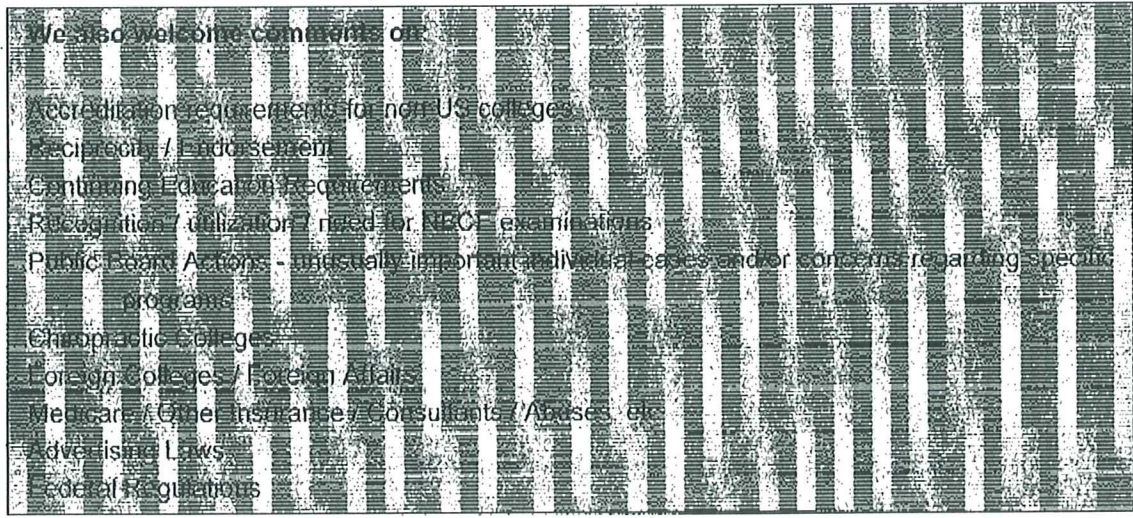 We also welcome comments on:
Accreditation requirements for non US colleges
Reciprocity / Endorsement
Continuing Education Requirements
Recognition / utilization / need for NBCE examinations
Public Board Actions - unusually important individual cases and/or concerns regarding specific
programs
Chiropractic Colleges
Foreign Colleges / Foreign Affairs
Medicare / Other Insurance / Consultants / Abuses, etc.
Advertising Laws
Federal Regulations